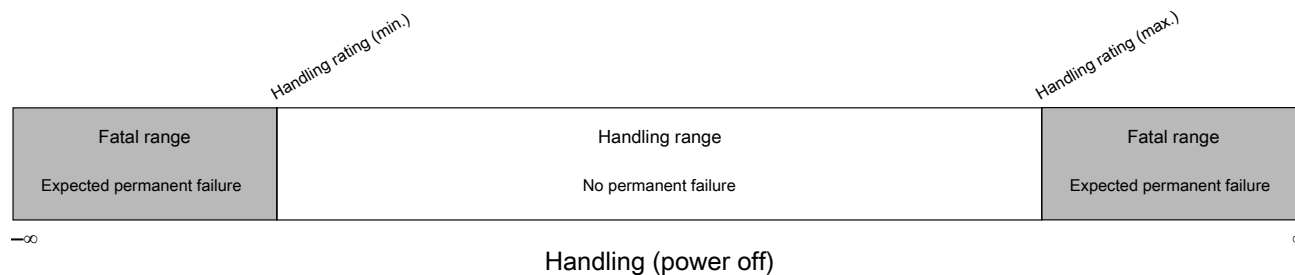 Handling rating (min.)
Handling rating (max.)
Fatal range
Handling range
Fatal range
Expected permanent failure
No permanent failure
Expected permanent failure
–∞
Handling (power off)